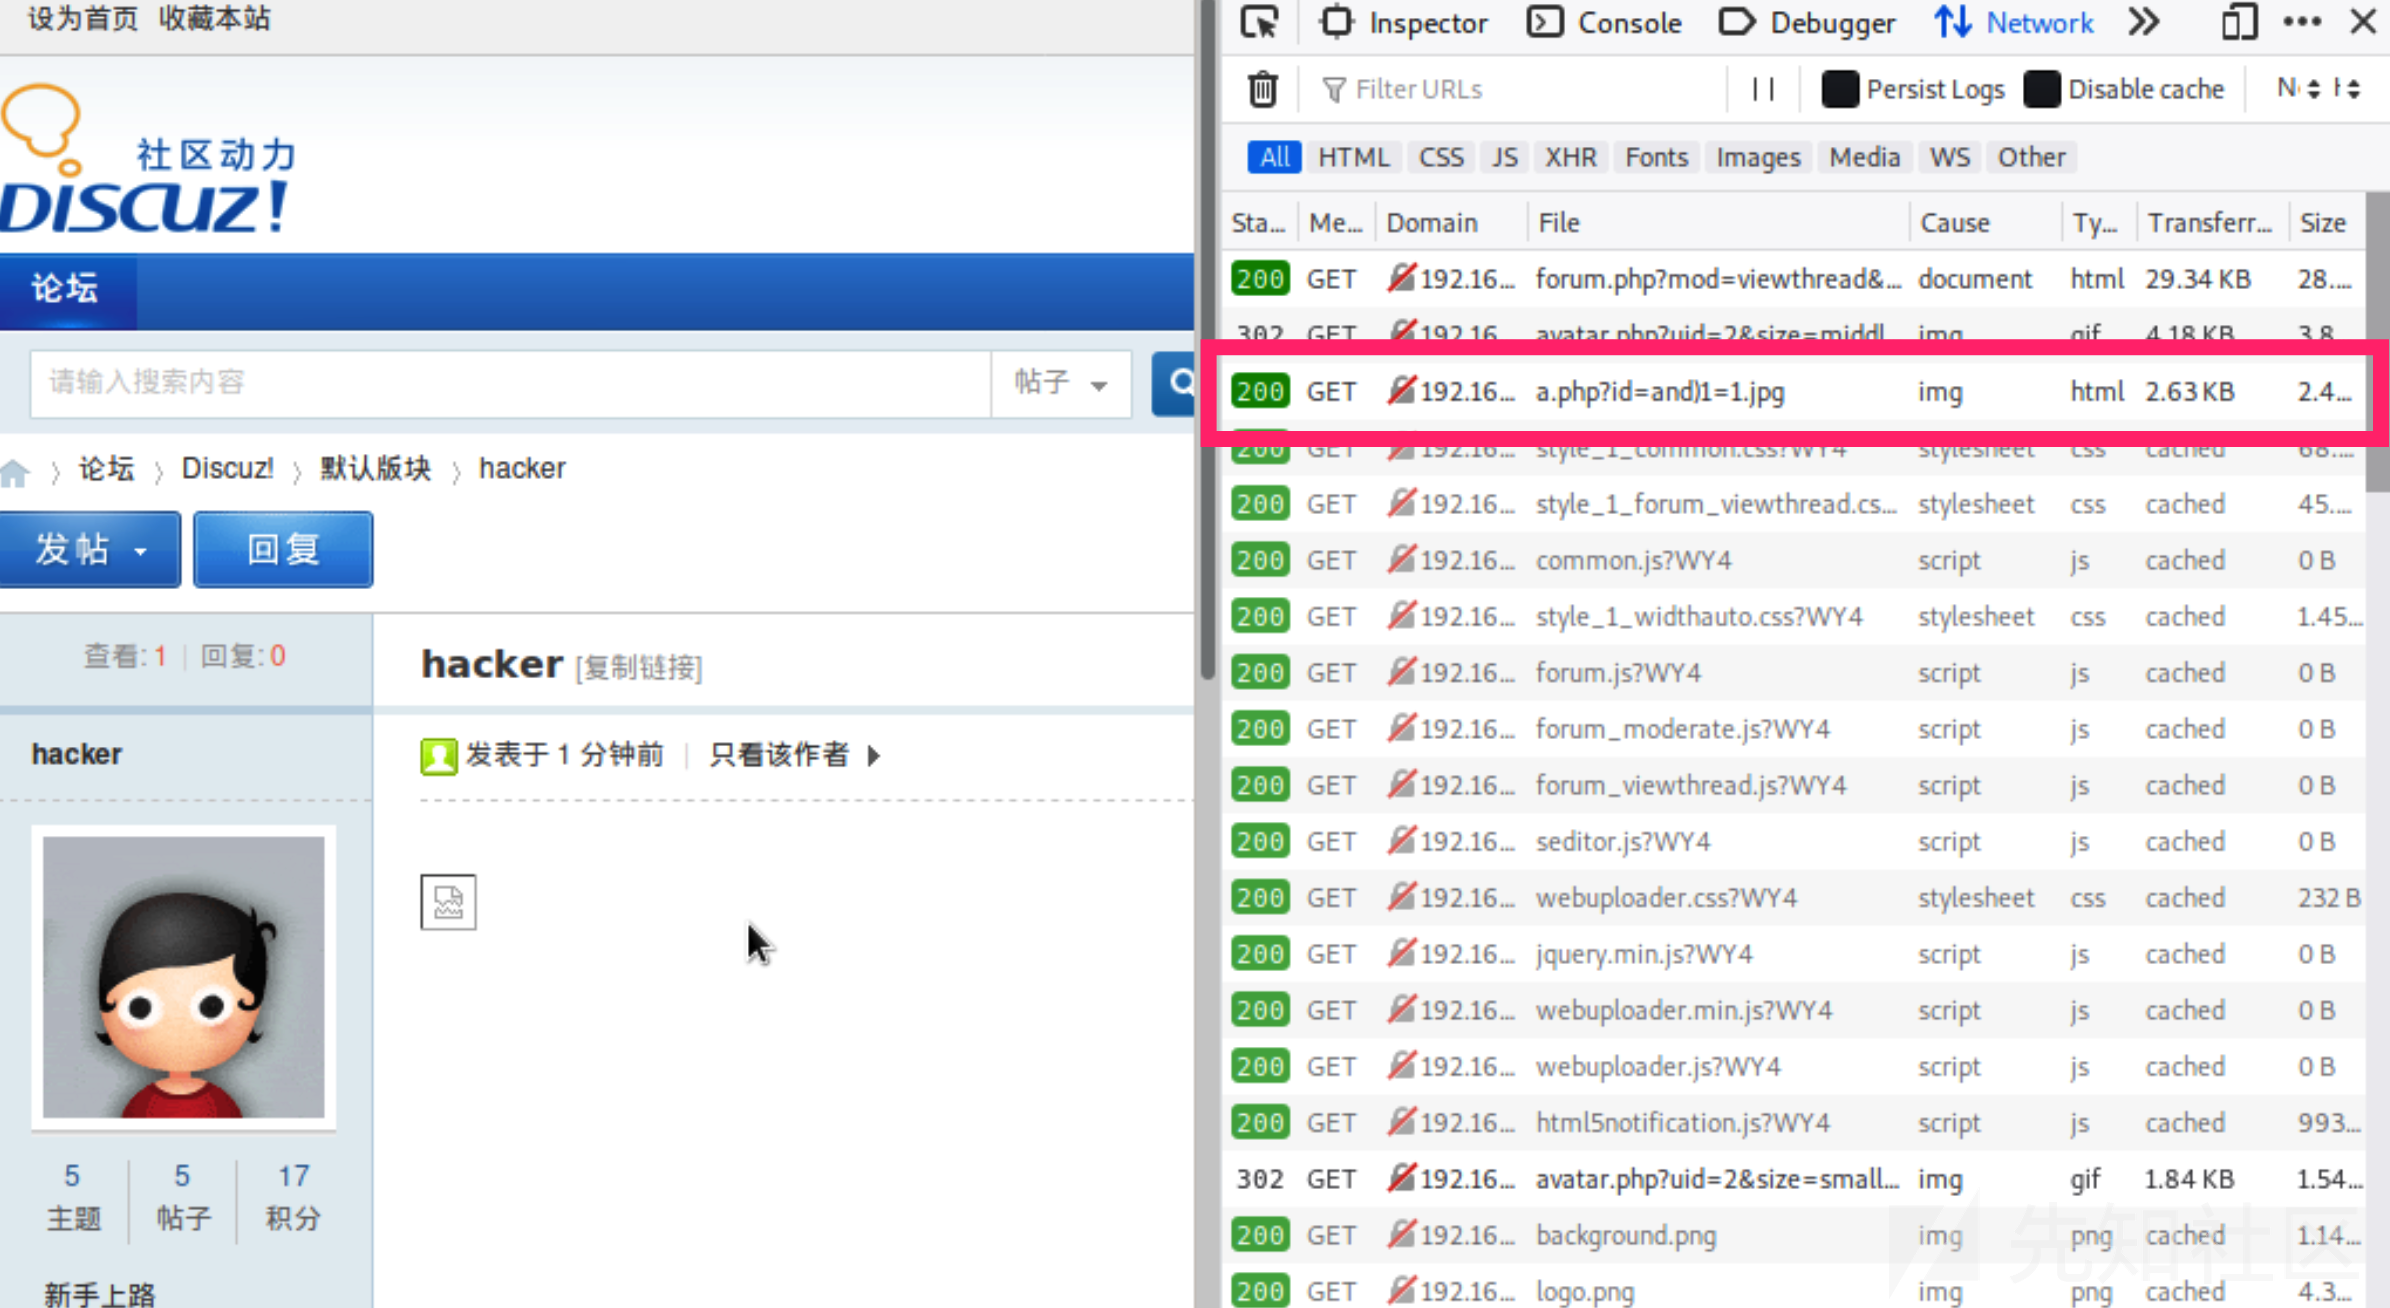 设为首页 收藏本站
社区动力
DISCUZ!
论坛
请输入搜索内容 帖子
论坛 Discuz! 默认版块 hacker
发帖 回复
查看: 1 | 回复: 0
hacker [复制链接]
hacker
发表于 1 分钟前 | 只看该作者
5 5 17
主题 帖子 积分
新手上路
Inspector Console Debugger Network
Filter URLs Persist Logs Disable cache
All HTML CSS JS XHR Fonts Images Media WS Other
Sta... Me... Domain File Cause Ty... Transferr... Size
200 GET 192.16... forum.php?mod=viewthread&... document html 29.34 KB 28....
302 GET 192.16... avatar.php?uid=2&size=middl... img gif 4.18 KB 3.8...
200 GET 192.16... a.php?id=and)1=1.jpg img html 2.63 KB 2.4...
200 GET 192.16... style_1_common.css?WY4 stylesheet css cached 68....
200 GET 192.16... style_1_forum_viewthread.cs... stylesheet css cached 45....
200 GET 192.16... common.js?WY4 script js cached 0 B
200 GET 192.16... style_1_widthauto.css?WY4 stylesheet css cached 1.45...
200 GET 192.16... forum.js?WY4 script js cached 0 B
200 GET 192.16... forum_moderate.js?WY4 script js cached 0 B
200 GET 192.16... forum_viewthread.js?WY4 script js cached 0 B
200 GET 192.16... seditor.js?WY4 script js cached 0 B
200 GET 192.16... webuploader.css?WY4 stylesheet css cached 232 B
200 GET 192.16... jquery.min.js?WY4 script js cached 0 B
200 GET 192.16... webuploader.min.js?WY4 script js cached 0 B
200 GET 192.16... webuploader.js?WY4 script js cached 0 B
200 GET 192.16... html5notification.js?WY4 script js cached 993...
302 GET 192.16... avatar.php?uid=2&size=small... img gif 1.84 KB 1.54...
200 GET 192.16... background.png img png cached 1.14...
200 GET 192.16... logo.png img png cached 4.3...
先知社区